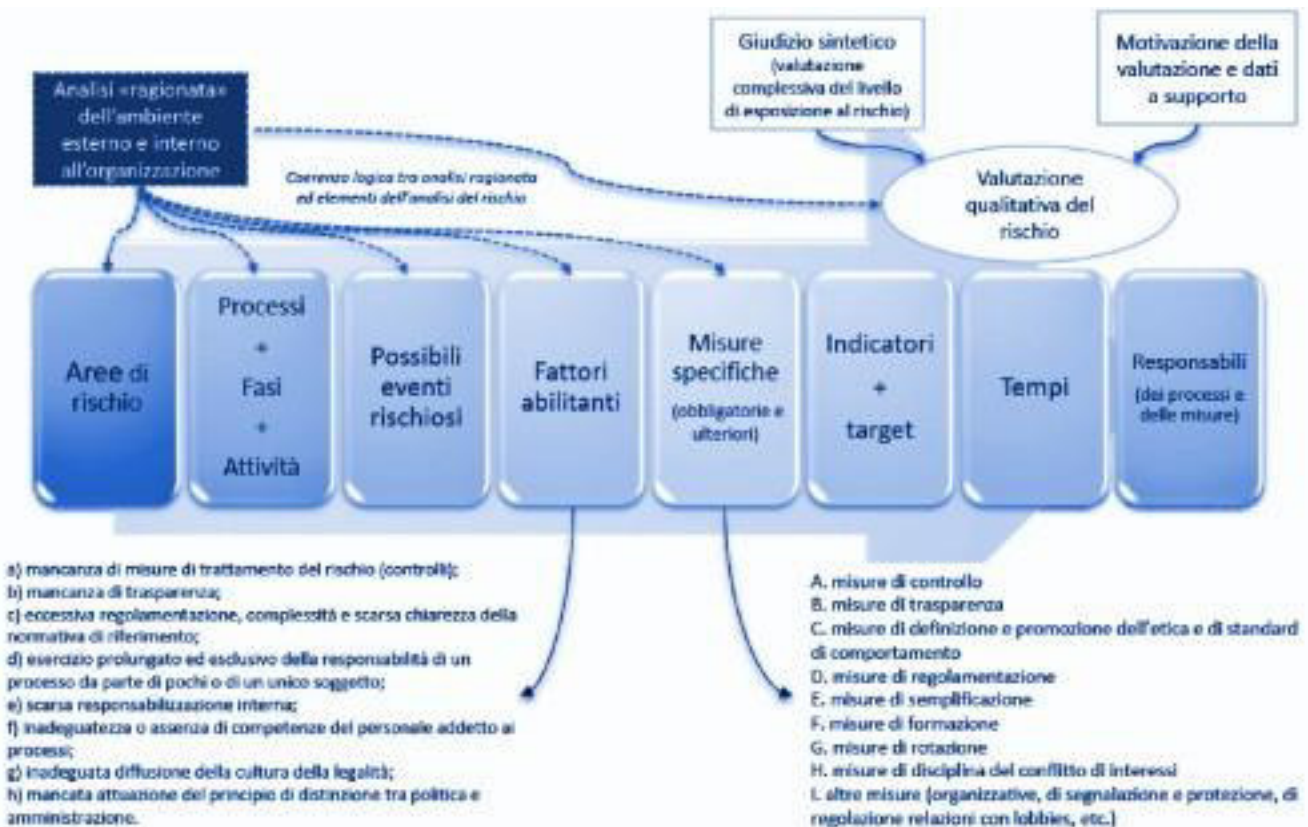 Analisi «ragionata»
dell'ambiente
esterno e interno
all'organizzazione
Giudizio sintetico
(valutazione
complessiva del livello
di esposizione al rischio)
Motivazione della
valutazione e dati
a supporto
Coerenza logica tra analisi ragionata
ed elementi dell'analisi del rischio
Valutazione
qualitativa del
rischio
Aree di
rischio
Processi
+
Fasi
+
Attività
Possibili
eventi
rischiosi
Fattori
abilitanti
Misure
specifiche
(obbligatorie e
ulteriori)
Indicatori
+
target
Tempi
Responsabili
(dei processi e
delle misure)
a) mancanza di misure di trattamento del rischio (controlli);
b) mancanza di trasparenza;
c) eccessiva regolamentazione, complessità e scarsa chiarezza della
normativa di riferimento;
d) esercizio prolungato ed esclusivo della responsabilità di un
processo da parte di pochi o di un unico soggetto;
e) scarsa responsabilizzazione interna;
f) inadeguatezza o assenza di competenze del personale addetto ai
processi;
g) inadeguata diffusione della cultura della legalità;
h) mancata attuazione del principio di distinzione tra politica e
amministrazione.
A. misure di controllo
B. misure di trasparenza
C. misure di definizione e promozione dell'etica e di standard
di comportamento
D. misure di regolamentazione
E. misure di semplificazione
F. misure di formazione
G. misure di rotazione
H. misure di disciplina del conflitto di interessi
I. altre misure (organizzative, di segnalazione e protezione, di
regolazione relazioni con lobbies, etc.)